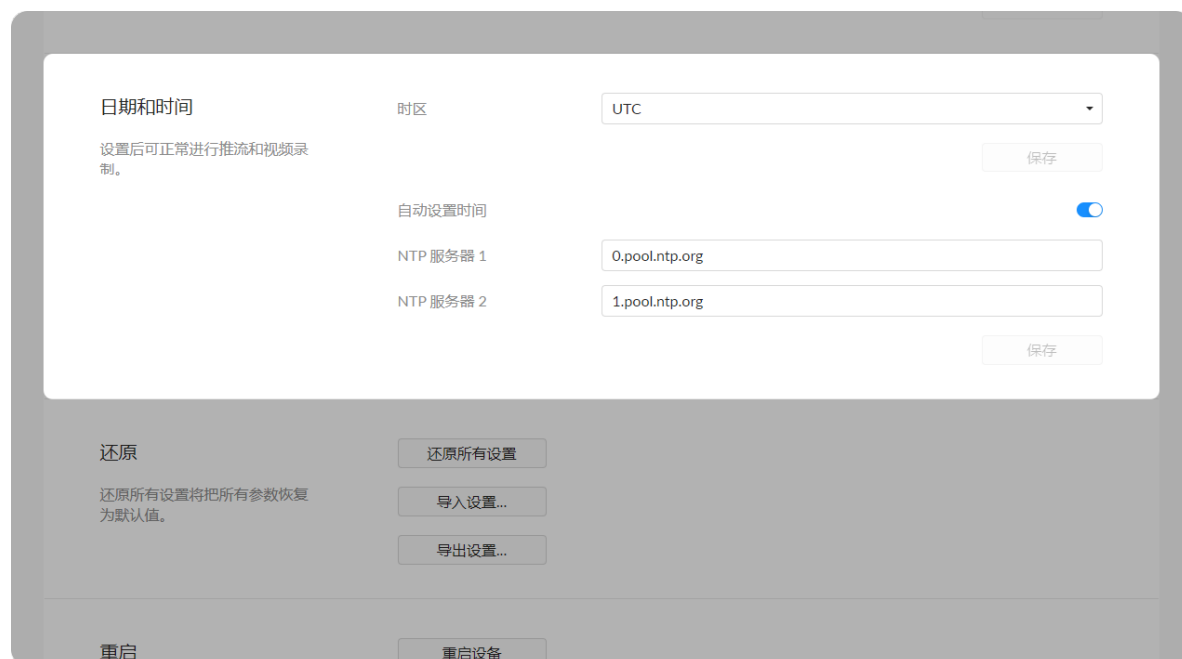 日期和时间
时区
UTC
设置后可正常进行推流和视频录
制。
保存
自动设置时间
NTP 服务器 1
0.pool.ntp.org
NTP 服务器 2
1.pool.ntp.org
保存
还原
还原所有设置
还原所有设置将把所有参数恢复
为默认值。
导入设置...
导出设置...
重启
重启设备